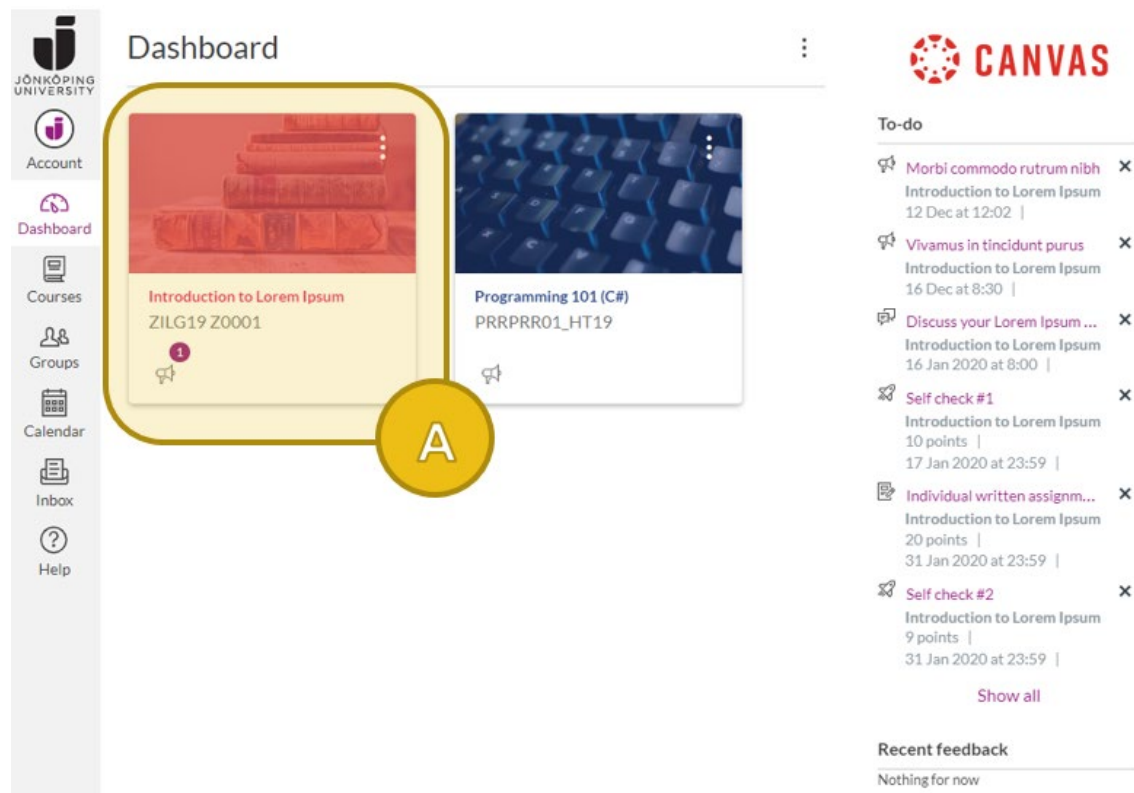 JÖNKÖPING
UNIVERSITY
Account
Dashboard
Courses
Groups
Calendar
Inbox
Help
Dashboard
Introduction to Lorem Ipsum
ZILG19 Z0001
1
A
Programming 101 (C#)
PRRPRR01_HT19
CANVAS
To-do
Morbi commodo rutrum nibh
Introduction to Lorem Ipsum
12 Dec at 12:02 |
Vivamus in tincidunt purus
Introduction to Lorem Ipsum
16 Dec at 8:30 |
Discuss your Lorem Ipsum ...
Introduction to Lorem Ipsum
16 Jan 2020 at 8:00 |
Self check #1
Introduction to Lorem Ipsum
10 points |
17 Jan 2020 at 23:59 |
Individual written assignm...
Introduction to Lorem Ipsum
20 points |
31 Jan 2020 at 23:59 |
Self check #2
Introduction to Lorem Ipsum
9 points |
31 Jan 2020 at 23:59 |
Show all
Recent feedback
Nothing for now